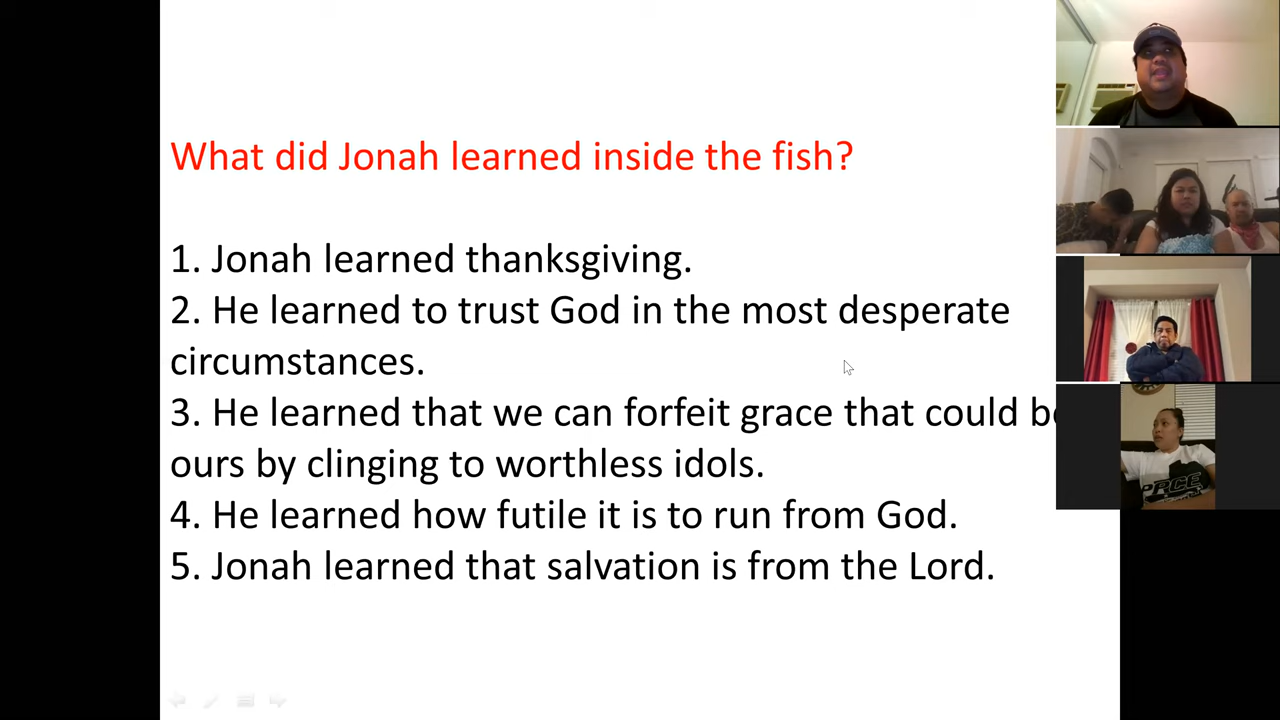 What did Jonah learned inside the fish?
1. Jonah learned thanksgiving.
2. He learned to trust God in the most desperate
circumstances.
3. He learned that we can forfeit grace that could be
ours by clinging to worthless idols.
4. He learned how futile it is to run from God.
5. Jonah learned that salvation is from the Lord.